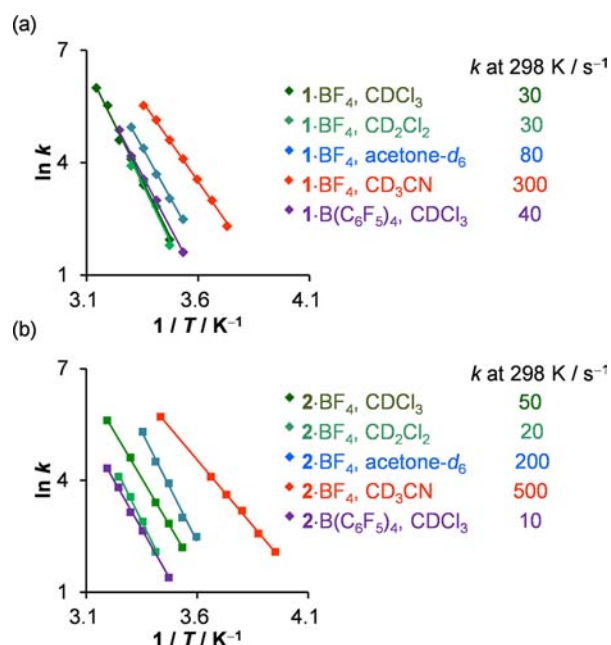 (a)
7
4
1
ln k
3.1 3.6 4.1
1 / T / K⁻¹
k at 298 K / s⁻¹
1·BF₄, CDCl₃ 30
1·BF₄, CD₂Cl₂ 30
1·BF₄, acetone-d₆ 80
1·BF₄, CD₃CN 300
1·B(C₆F₅)₄, CDCl₃ 40
(b)
7
4
1
ln k
3.1 3.6 4.1
1 / T / K⁻¹
k at 298 K / s⁻¹
2·BF₄, CDCl₃ 50
2·BF₄, CD₂Cl₂ 20
2·BF₄, acetone-d₆ 200
2·BF₄, CD₃CN 500
2·B(C₆F₅)₄, CDCl₃ 10